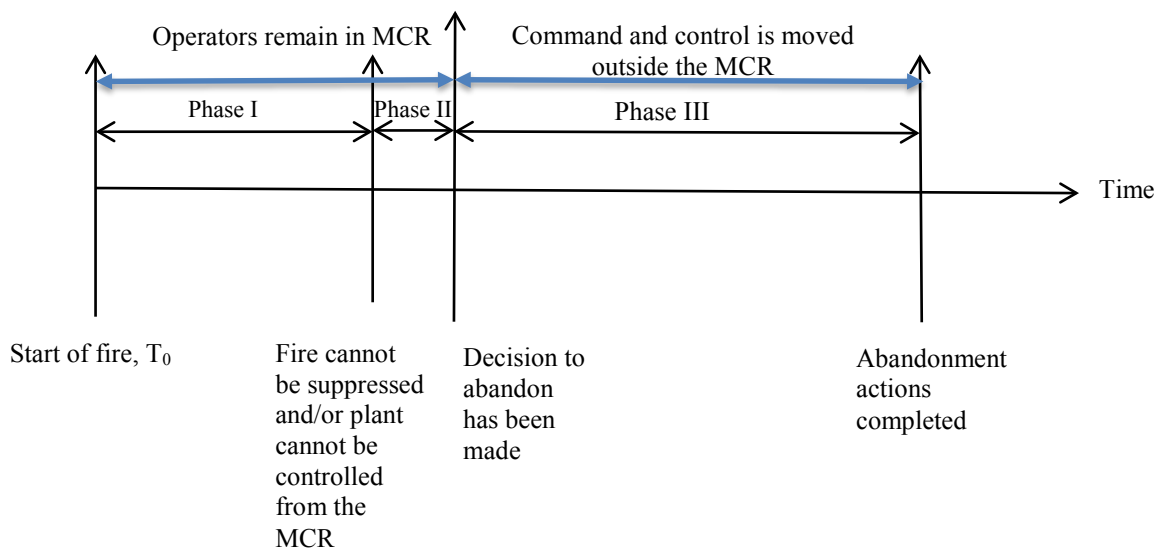 Operators remain in MCR
Command and control is moved
outside the MCR
Phase I
Phase II
Phase III
Time
Start of fire, T₀
Fire cannot
be suppressed
and/or plant
cannot be
controlled
from the
MCR
Decision to
abandon
has been
made
Abandonment
actions
completed